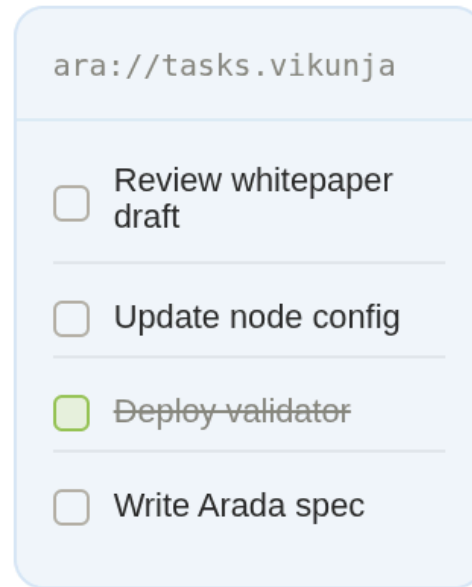 ara://tasks.vikunja
Review whitepaper
draft
Update node config
Deploy validator
Write Arada spec